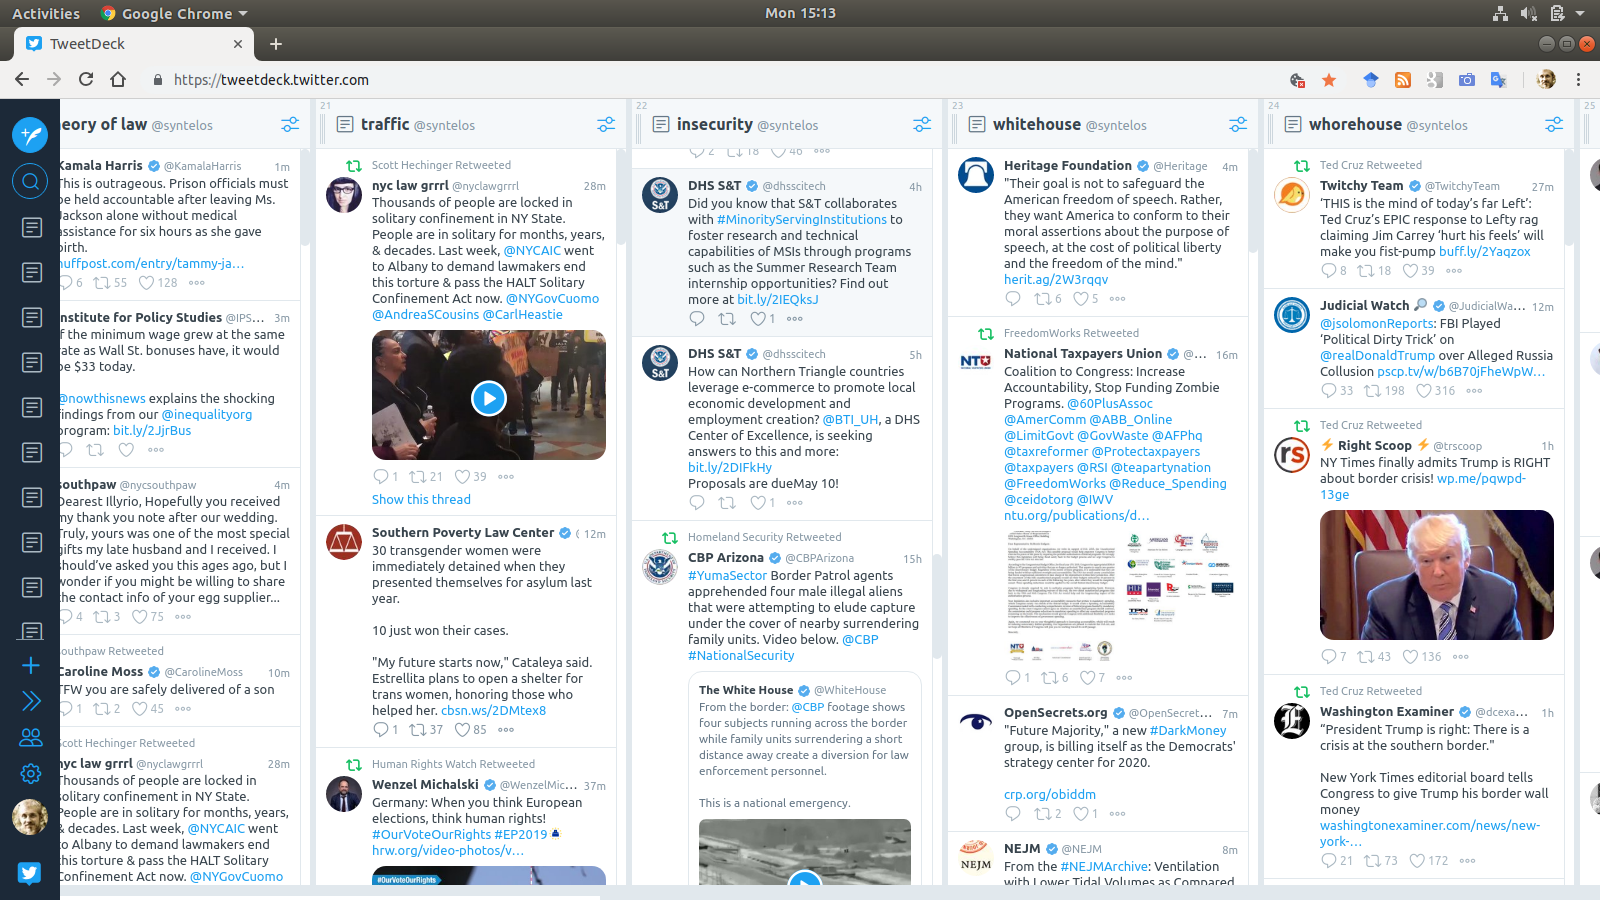 Activities
Google Chrome
Mon 15:13
TweetDeck
https://tweetdeck.twitter.com
eory of law @syntelos
Kamala Harris @KamalaHarris 1m
This is outrageous. Prison officials must
be held accountable after leaving Ms.
Jackson alone without medical
assistance for six hours as she gave
birth.
huffpost.com/entry/tammy-ja…
6 55 128
Institute for Policy Studies @IPS… 3m
If the minimum wage grew at the same
rate as Wall St. bonuses have, it would
be $33 today.
@nowthisnews explains the shocking
findings from our @inequalityorg
program: bit.ly/2JjrBus
southpaw @nycsouthpaw 4m
Dearest Illyrio, Hopefully you received
my thank you note after our wedding.
Truly, yours was one of the most special
gifts my late husband and I received. I
should've asked you this ages ago, but I
wonder if you might be willing to share
the contact info of your egg supplier...
4 3 75
southpaw Retweeted
Caroline Moss @CarolineMoss 10m
TFW you are safely delivered of a son
1 2 45
Scott Hechinger Retweeted
nyc law grrrl @nyclawgrrrl 28m
Thousands of people are locked in
solitary confinement in NY State.
People are in solitary for months, years,
& decades. Last week, @NYCAIC went
to Albany to demand lawmakers end
this torture & pass the HALT Solitary
Confinement Act now. @NYGovCuomo
21
traffic @syntelos
Scott Hechinger Retweeted
nyc law grrrl @nyclawgrrrl 28m
Thousands of people are locked in
solitary confinement in NY State.
People are in solitary for months, years,
& decades. Last week, @NYCAIC went
to Albany to demand lawmakers end
this torture & pass the HALT Solitary
Confinement Act now. @NYGovCuomo
@AndreaSCousins @CarlHeastie
1 21 39
Show this thread
Southern Poverty Law Center ( 12m
30 transgender women were
immediately detained when they
presented themselves for asylum last
year.
10 just won their cases.
"My future starts now," Cataleya said.
Estrellita plans to open a shelter for
trans women, honoring those who
helped her. cbsn.ws/2DMtex8
1 37 85
Human Rights Watch Retweeted
Wenzel Michalski @WenzelMic… 37m
Germany: When you think European
elections, think human rights!
#OurVoteOurRights #EP2019
hrw.org/video-photos/v…
#OurVoteOurRights
22
insecurity @syntelos
2 18 46
DHS S&T @dhsscitech 4h
Did you know that S&T collaborates
with #MinorityServingInstitutions to
foster research and technical
capabilities of MSIs through programs
such as the Summer Research Team
internship opportunities? Find out
more at bit.ly/2IEQksJ
1
DHS S&T @dhsscitech 5h
How can Northern Triangle countries
leverage e-commerce to promote local
economic development and
employment creation? @BTI_UH, a DHS
Center of Excellence, is seeking
answers to this and more:
bit.ly/2DIFkHy
Proposals are dueMay 10!
1
Homeland Security Retweeted
CBP Arizona @CBPArizona 15h
#YumaSector Border Patrol agents
apprehended four male illegal aliens
that were attempting to elude capture
under the cover of nearby surrendering
family units. Video below. @CBP
#NationalSecurity
The White House @WhiteHouse
From the border: @CBP footage shows
four subjects running across the border
while family units surrendering a short
distance away create a diversion for law
enforcement personnel.
This is a national emergency.
23
whitehouse @syntelos
Heritage Foundation @Heritage 4m
"Their goal is not to safeguard the
American freedom of speech. Rather,
they want America to conform to their
moral assertions about the purpose of
speech, at the cost of political liberty
and the freedom of the mind."
herit.ag/2W3rqqv
6 5
FreedomWorks Retweeted
National Taxpayers Union @… 16m
Coalition to Congress: Increase
Accountability, Stop Funding Zombie
Programs. @60PlusAssoc
@AmerComm @ABB_Online
@LimitGovt @GovWaste @AFPhq
@taxreformer @Protectaxpayers
@taxpayers @RSI @teapartynation
@FreedomWorks @Reduce_Spending
@ceidotorg @IWV
ntu.org/publications/d…
1 6 7
OpenSecrets.org @OpenSecret… 7m
"Future Majority," a new #DarkMoney
group, is billing itself as the Democrats'
strategy center for 2020.
crp.org/obiddm
2 1
NEJM @NEJM 8m
From the #NEJMArchive: Ventilation
with Lower Tidal Volumes as Compared
24
whorehouse @syntelos
Ted Cruz Retweeted
Twitchy Team @TwitchyTeam 27m
'THIS is the mind of today's far Left':
Ted Cruz's EPIC response to Lefty rag
claiming Jim Carrey 'hurt his feels' will
make you fist-pump buff.ly/2Yaqzox
8 18 39
Judicial Watch @JudicialWa… 12m
@jsolomonReports: FBI Played
'Political Dirty Trick' on
@realDonaldTrump over Alleged Russia
Collusion pscp.tv/w/b6B70jFheWpW…
33 198 316
Ted Cruz Retweeted
Right Scoop @trscoop 1h
NY Times finally admits Trump is RIGHT
about border crisis! wp.me/pqwpd-
13ge
7 43 136
Ted Cruz Retweeted
Washington Examiner @dcexa… 1h
"President Trump is right: There is a
crisis at the southern border."
New York Times editorial board tells
Congress to give Trump his border wall
money
washingtonexaminer.com/news/new-
york-…
21 73 172
25